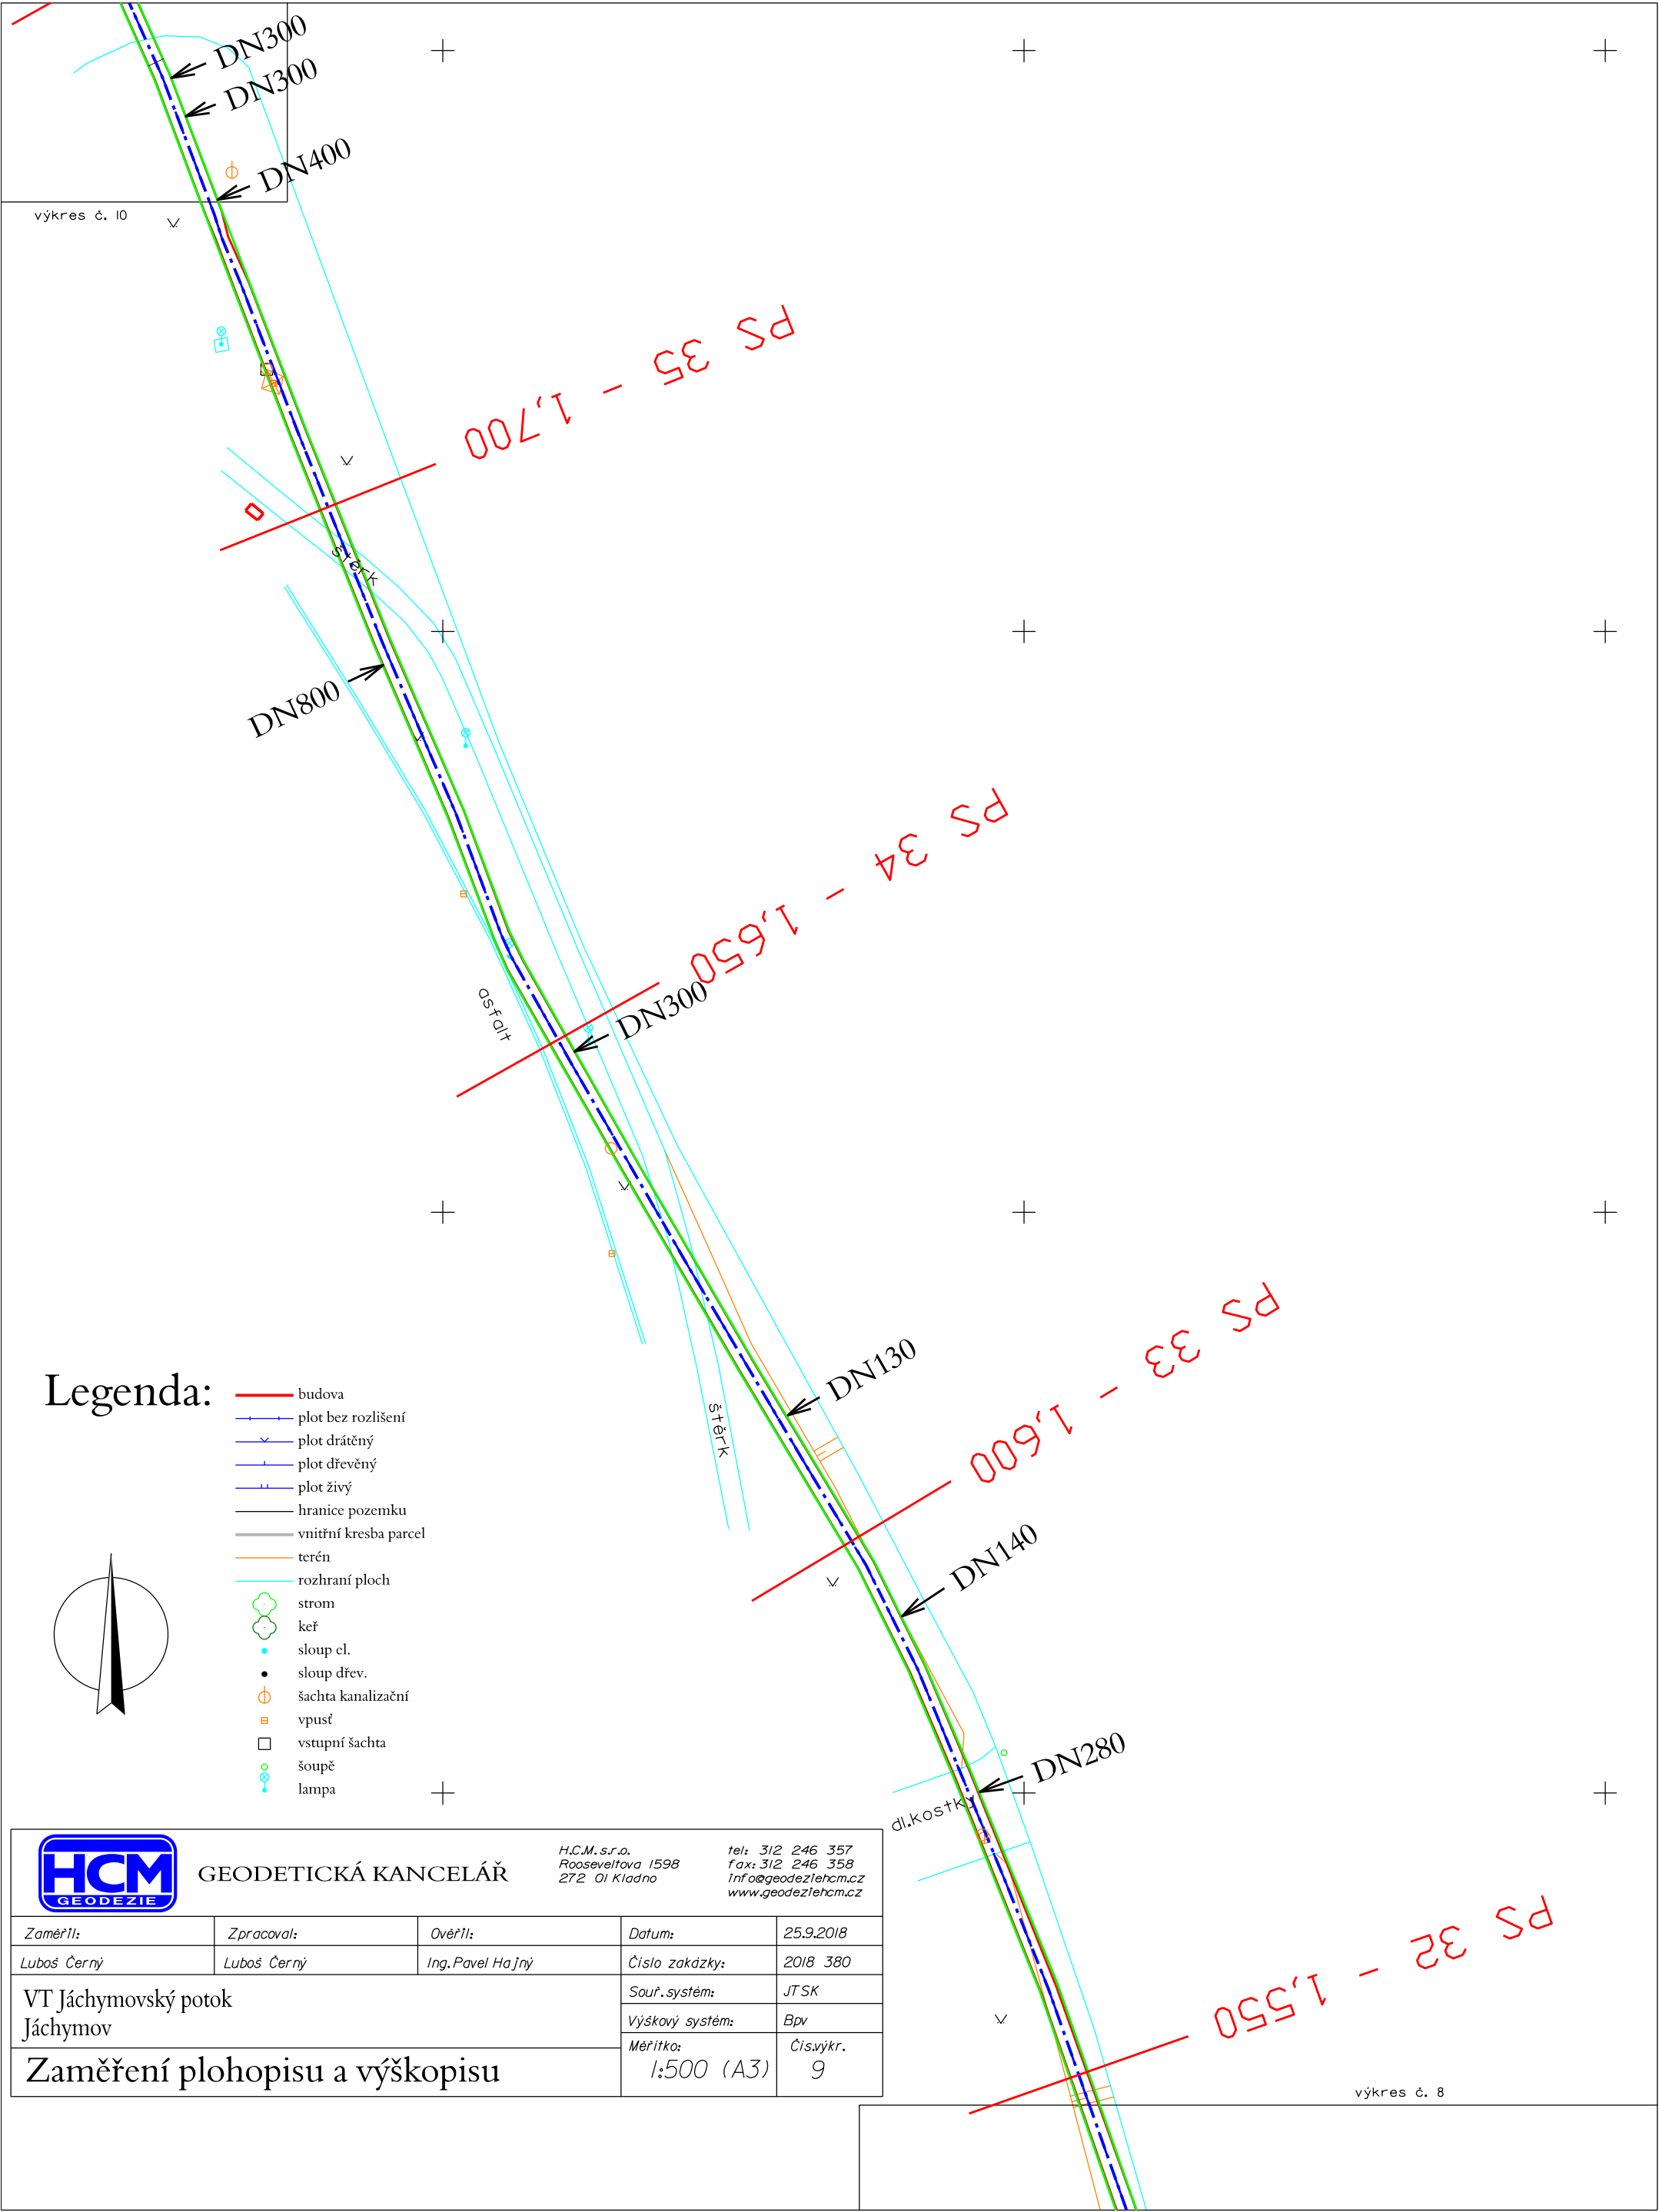 DN300
DN300
DN400
výkres č. 10
PS 35 - 1,700
štěrk
DN800
PS 34 - 1,650
DN300
asfalt
PS 33 - 1,600
DN130
štěrk
DN140
DN280
dl.kostky
PS 32 - 1,550
výkres č. 8
Legenda:
budova
plot bez rozlišení
plot drátěný
plot dřevěný
plot živý
hranice pozemku
vnitřní kresba parcel
terén
rozhraní ploch
strom
keř
sloup el.
sloup dřev.
šachta kanalizační
vpusť
vstupní šachta
šoupě
lampa
HCM
GEODEZIE
GEODETICKÁ KANCELÁŘ
H.C.M. s.r.o.
Rooseveltova 1598
272 01 Kladno
tel: 312 246 357
fax: 312 246 358
info@geodeziehcm.cz
www.geodeziehcm.cz
Zaměřil: Zpracoval: Ověřil: Datum: 25.9.2018
Luboš Černý Luboš Černý Ing.Pavel Hajný Číslo zakázky: 2018 380
VT Jáchymovský potok
Jáchymov
Souř.systém: JTSK
Výškový systém: Bpv
Zaměření plohopisu a výškopisu
Měřítko: Čís.výkr.
1:500 (A3) 9